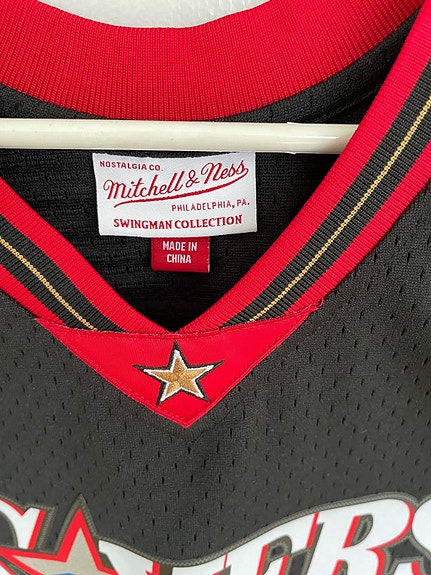 NOSTALGIA CO.
Mitchell & Ness
PHILADELPHIA, PA.
SWINGMAN COLLECTION
MADE IN
CHINA